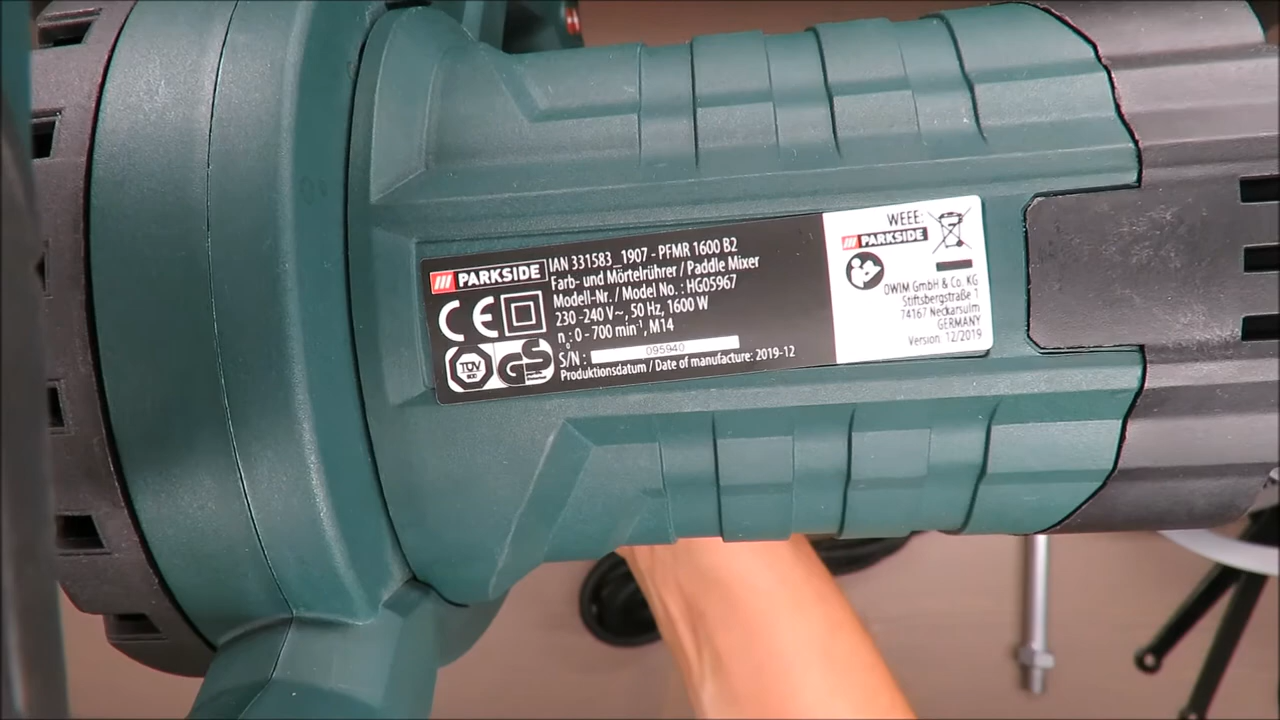 PARKSIDE
IAN 331583_1907 - PFMR 1600 B2
Farb- und Mörtelrührer / Paddle Mixer
Modell-Nr. / Model No. : HG05967
230 -240 V~, 50 Hz, 1600 W
n₀: 0 - 700 min⁻¹, M14
S/N : 095940
Produktionsdatum / Date of manufacture: 2019-12
CE
TÜV
GS
WEEE:
PARKSIDE
OWIM GmbH & Co. KG
Stiftsbergstraße 1
74167 Neckarsulm
GERMANY
Version: 12/2019